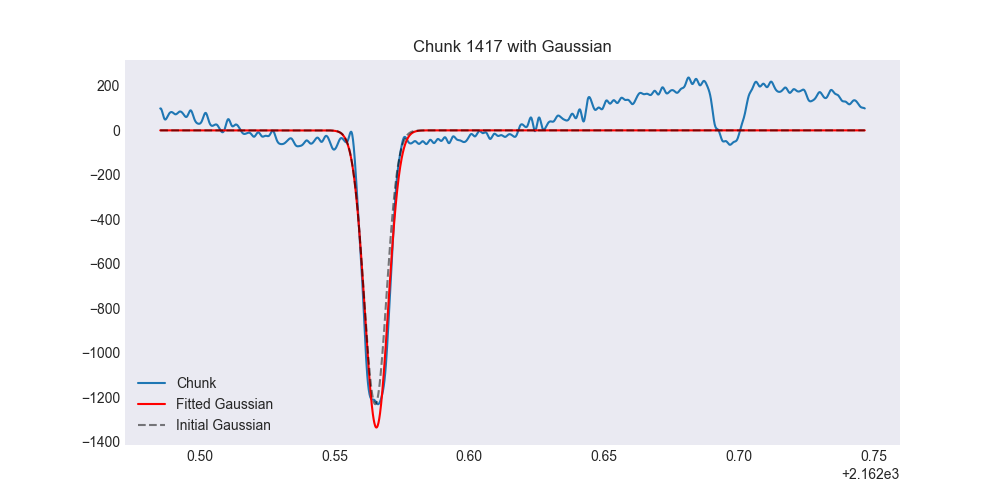 Chunk 1417 with Gaussian
200
0
−200
−400
−600
−800
−1000
−1200
−1400
Chunk
Fitted Gaussian
Initial Gaussian
0.50 0.55 0.60 0.65 0.70 0.75
+2.162e3